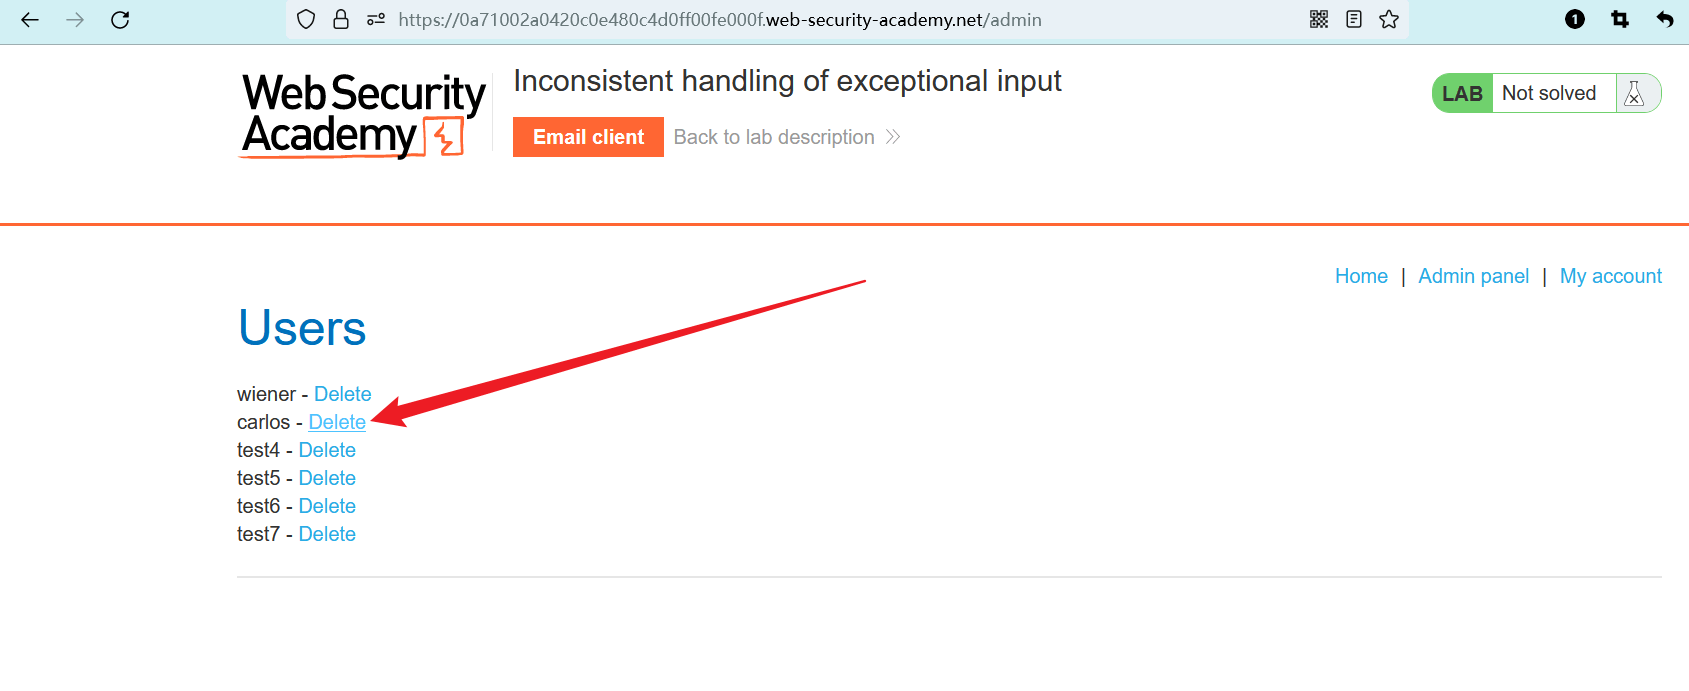 https://0a71002a0420c0e480c4d0ff00fe000f.web-security-academy.net/admin
1
Web Security
Academy
Inconsistent handling of exceptional input
Email client
Back to lab description
LAB
Not solved
Home | Admin panel | My account
Users
wiener - Delete
carlos - Delete
test4 - Delete
test5 - Delete
test6 - Delete
test7 - Delete